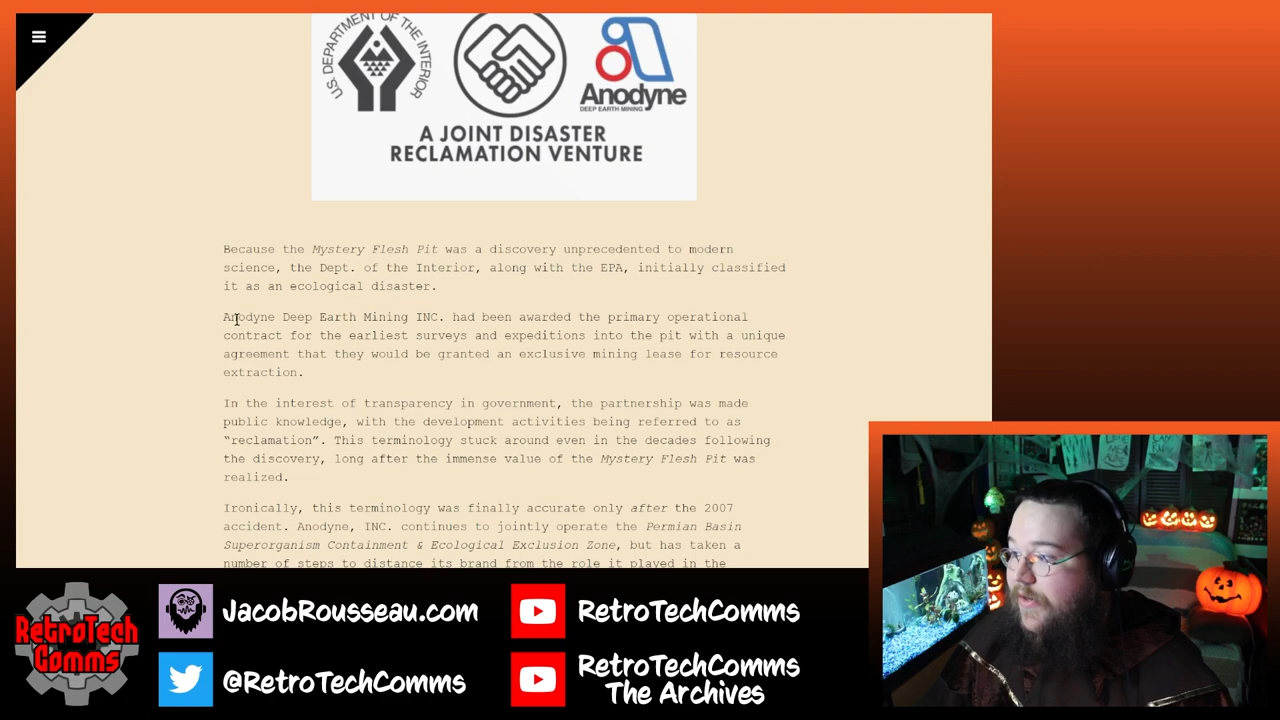 U.S. DEPARTMENT OF THE INTERIOR
Anodyne
DEEP EARTH MINING
A JOINT DISASTER
RECLAMATION VENTURE
Because the Mystery Flesh Pit was a discovery unprecedented to modern
science, the Dept. of the Interior, along with the EPA, initially classified
it as an ecological disaster.
Anodyne Deep Earth Mining INC. had been awarded the primary operational
contract for the earliest surveys and expeditions into the pit with a unique
agreement that they would be granted an exclusive mining lease for resource
extraction.
In the interest of transparency in government, the partnership was made
public knowledge, with the development activities being referred to as
“reclamation”. This terminology stuck around even in the decades following
the discovery, long after the immense value of the Mystery Flesh Pit was
realized.
Ironically, this terminology was finally accurate only after the 2007
accident. Anodyne, INC. continues to jointly operate the Permian Basin
Superorganism Containment & Ecological Exclusion Zone, but has taken a
number of steps to distance its brand from the role it played in the
RetroTech
Comms
JacobRousseau.com
@RetroTechComms
RetroTechComms
RetroTechComms
The Archives